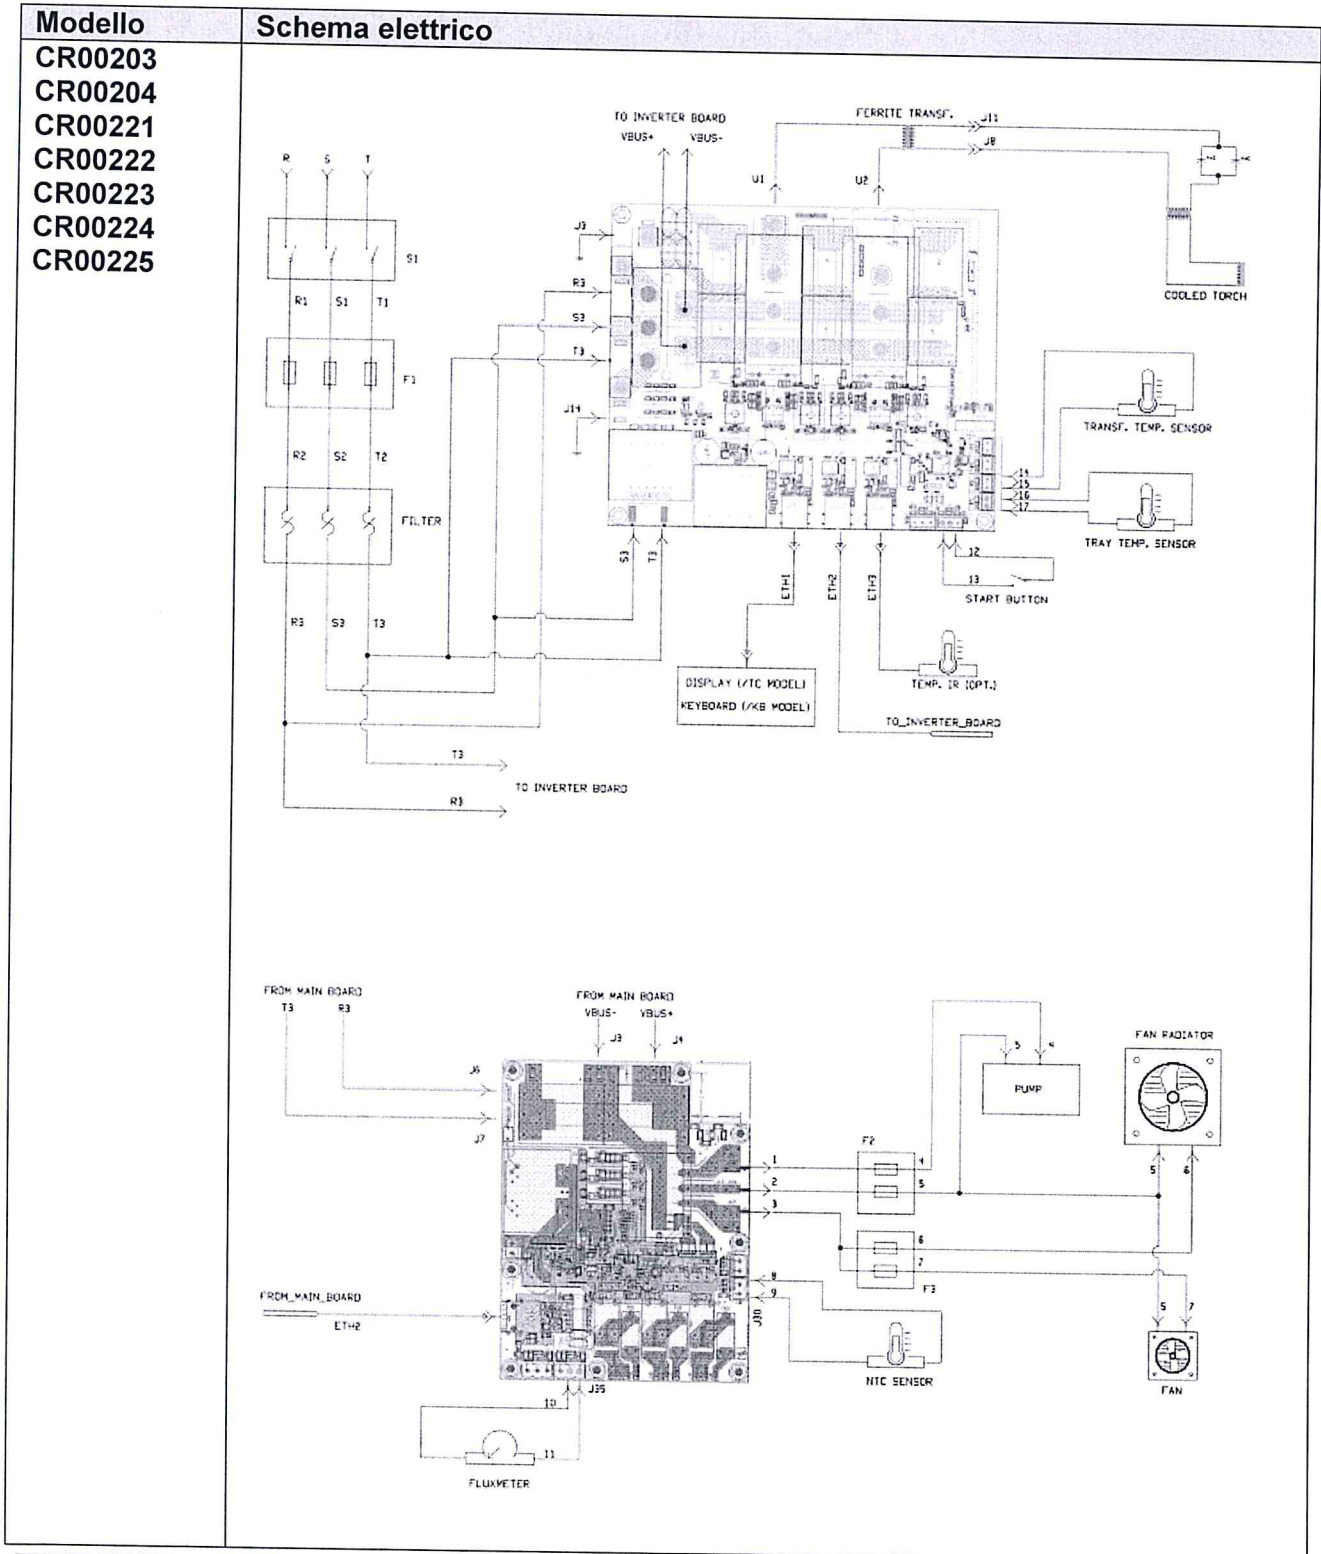 Modello
Schema elettrico
CR00203
CR00204
CR00221
CR00222
CR00223
CR00224
CR00225
R S T
S1
R1 S1 T1
F1
R2 S2 T2
FILTER
R3 S3 T3
T3
TO INVERTER BOARD
R3
TO INVERTER BOARD
VBUS+ VBUS-
FERRITE TRANSF.
J11
J8
U1
U2
COOLED TORCH
J3
R3
S3
T3
J14
TRANSF. TEMP. SENSOR
14
15
16
17
TRAY TEMP. SENSOR
12
13
START BUTTON
S3
T3
ETH1
ETH2
ETH3
DISPLAY (/TC MODEL)
KEYBOARD (/KB MODEL)
TEMP. IR (OPT.)
TO_INVERTER_BOARD
FROM MAIN BOARD
T3 R3
FROM MAIN BOARD
VBUS- VBUS+
J3 J4
J6
J7
5 4
PUMP
FAN RADIATOR
5 6
1
2
3
F2
4
5
6
7
F3
8
9
J30
NTC SENSOR
5 7
FAN
FROM_MAIN_BOARD
ETH2
J35
10
11
FLUXMETER